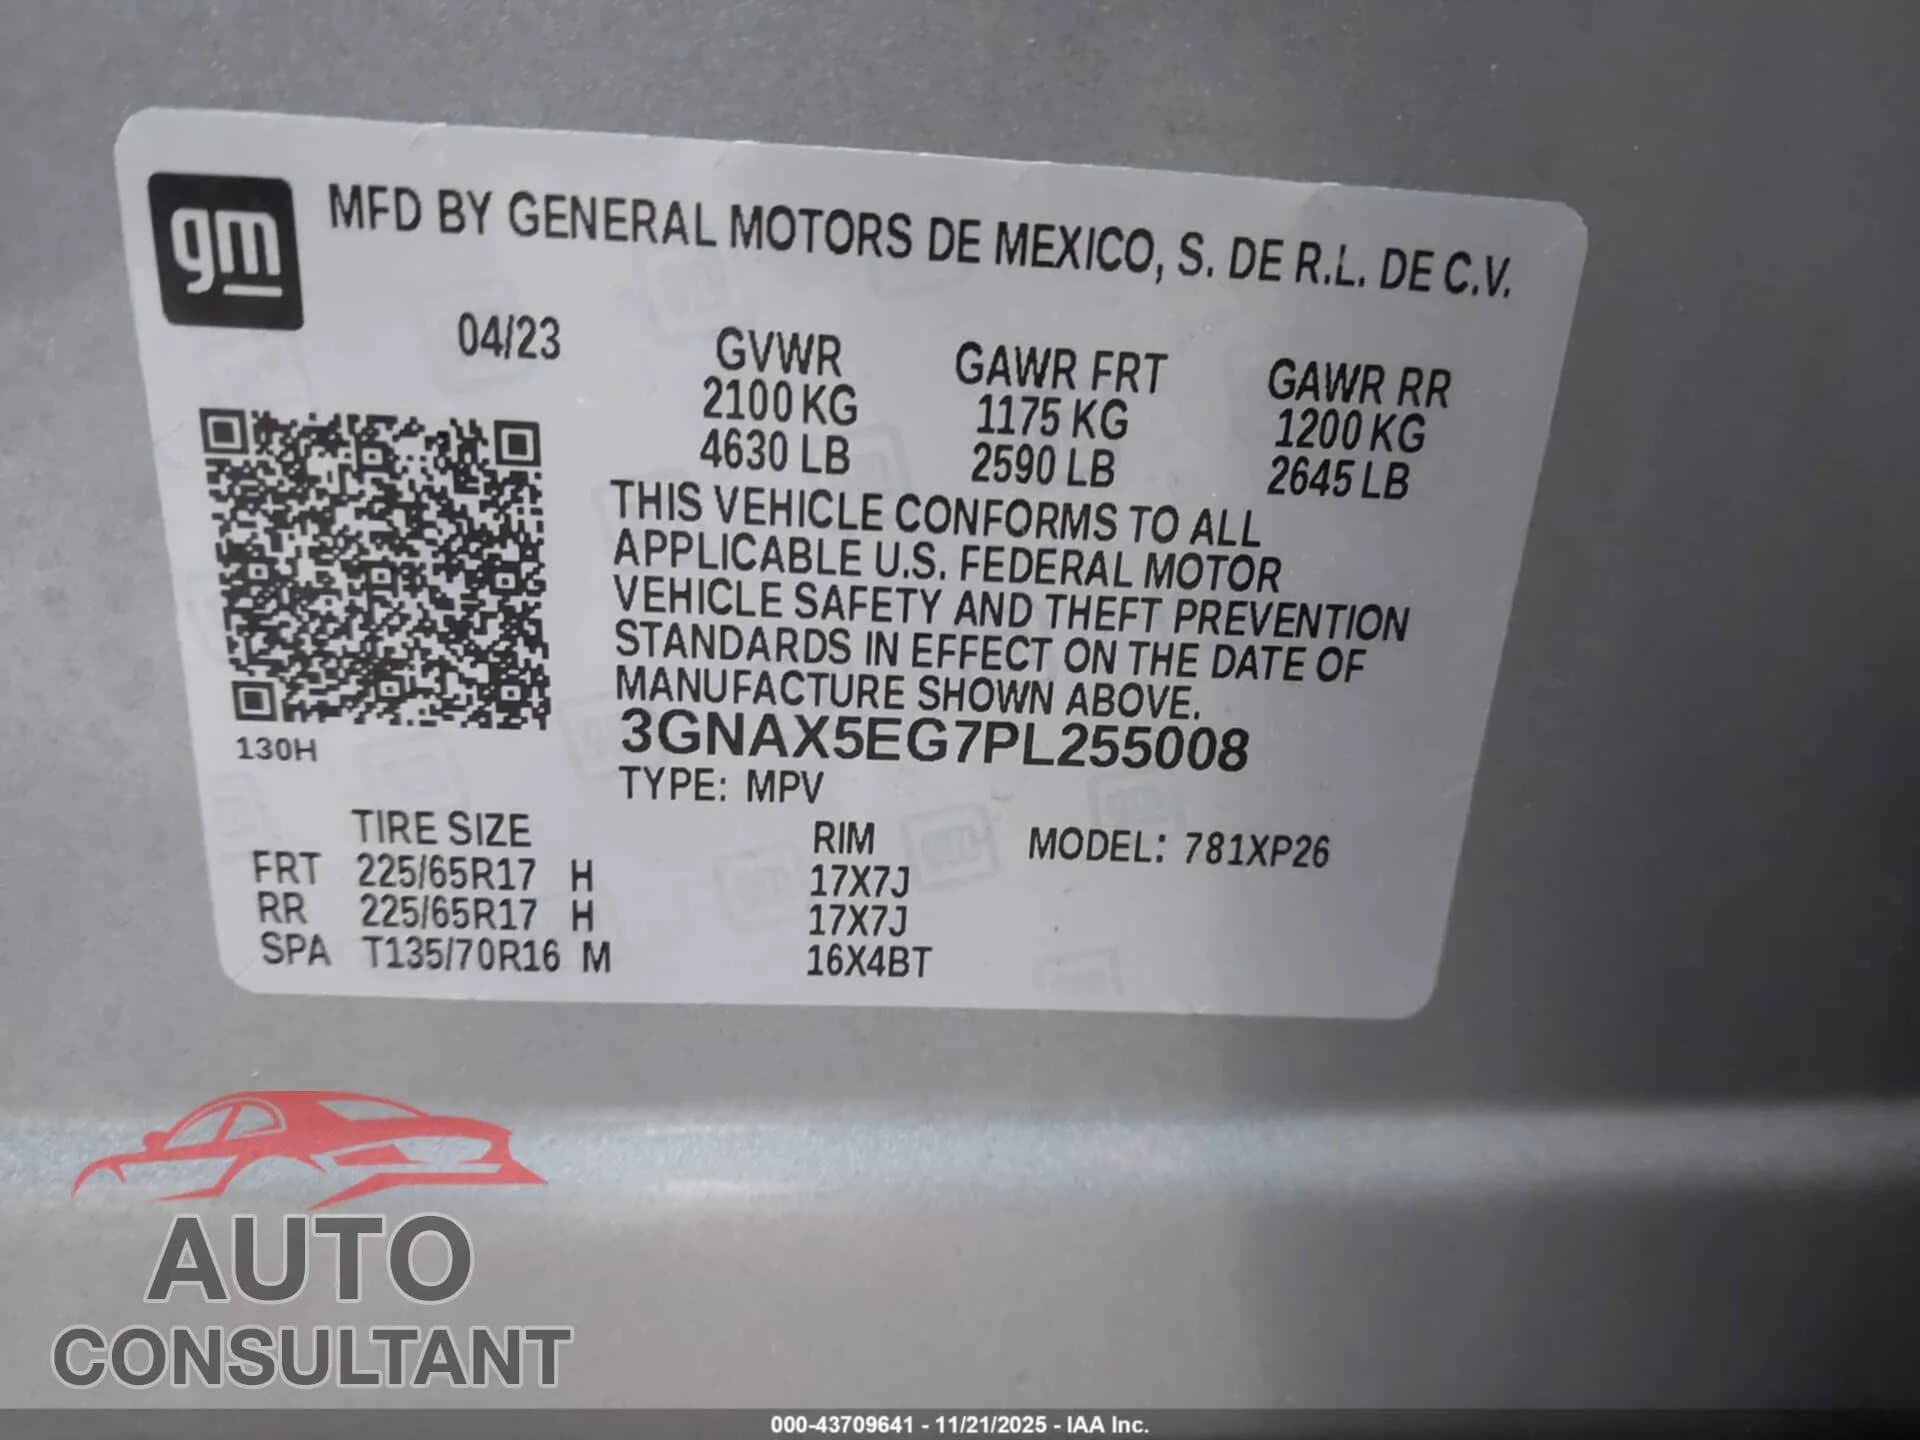 gm
MFD BY GENERAL MOTORS DE MEXICO, S. DE R.L. DE C.V.
04/23
GVWR GAWR FRT GAWR RR
2100 KG 1175 KG 1200 KG
4630 LB 2590 LB 2645 LB
THIS VEHICLE CONFORMS TO ALL
APPLICABLE U.S. FEDERAL MOTOR
VEHICLE SAFETY AND THEFT PREVENTION
STANDARDS IN EFFECT ON THE DATE OF
MANUFACTURE SHOWN ABOVE.
3GNAX5EG7PL255008
130H
TYPE: MPV
TIRE SIZE RIM MODEL: 781XP26
FRT 225/65R17 H 17X7J
RR 225/65R17 H 17X7J
SPA T135/70R16 M 16X4BT
AUTO
CONSULTANT
000-43709641 - 11/21/2025 - IAA Inc.